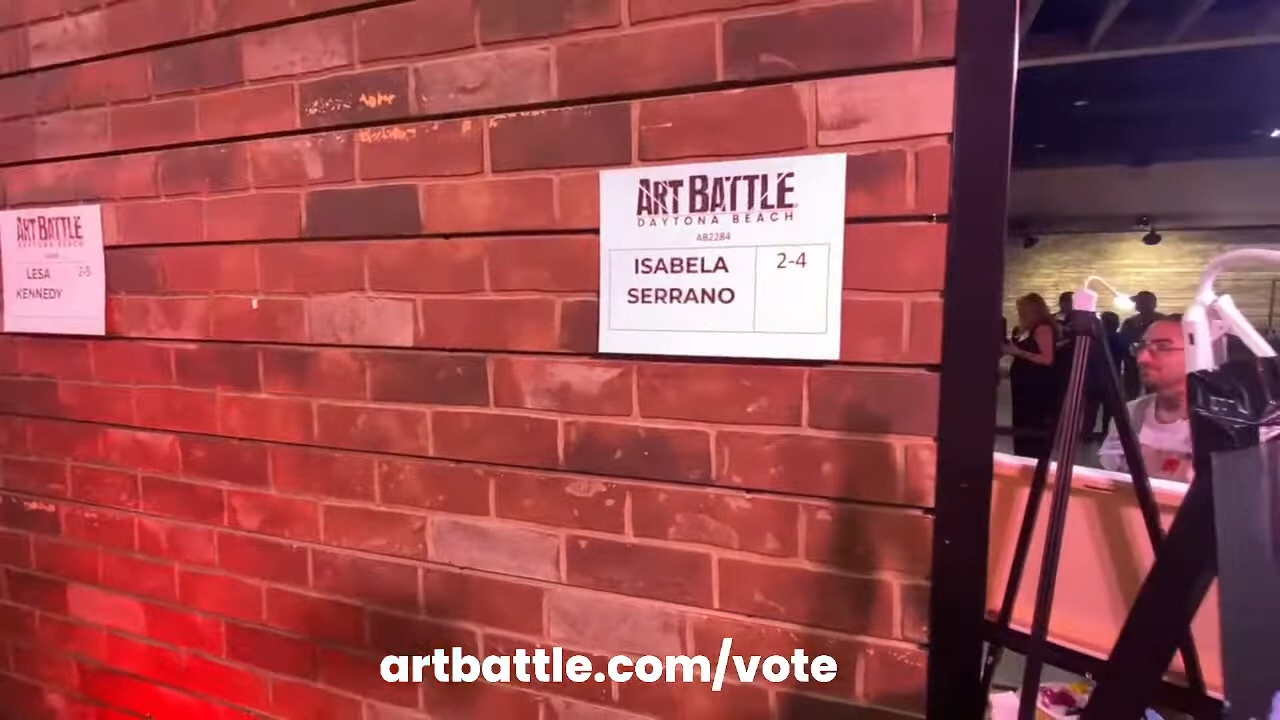 ART BATTLE
DAYTONA BEACH
LESA 2-5
KENNEDY
ART BATTLE
DAYTONA BEACH
AB2284
ISABELA 2-4
SERRANO
artbattle.com/vote